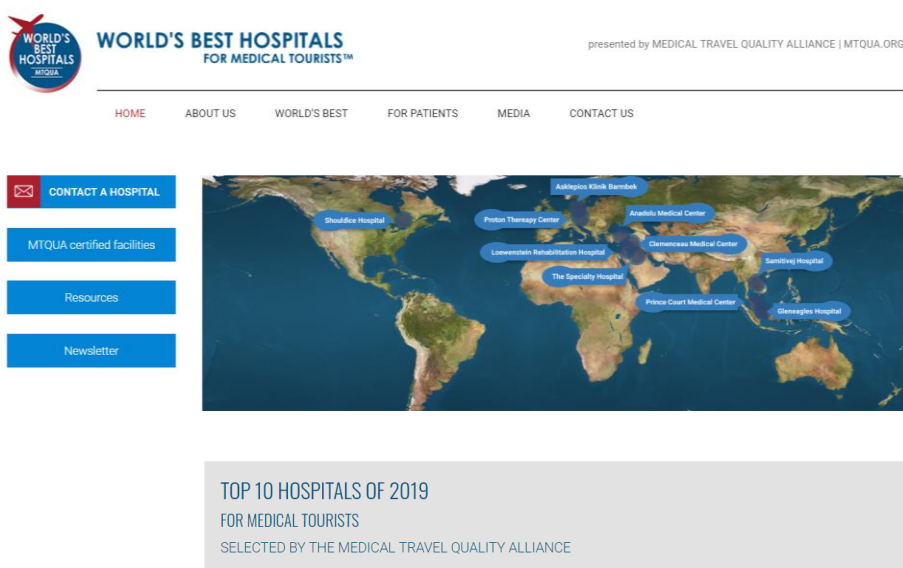 WORLD'S
BEST
HOSPITALS
MTQUA
WORLD'S BEST HOSPITALS
FOR MEDICAL TOURISTS™
presented by MEDICAL TRAVEL QUALITY ALLIANCE | MTQUA.ORG
HOME ABOUT US WORLD'S BEST FOR PATIENTS MEDIA CONTACT US
CONTACT A HOSPITAL
MTQUA certified facilities
Resources
Newsletter
Asklepios Klinik Barmbek
Shouldice Hospital
Proton Thereapy Center
Anadolu Medical Center
Loewenstein Rehabilitation Hospital
Clemenceau Medical Center
The Specialty Hospital
Samitivej Hospital
Prince Court Medical Center
Gleneagles Hospital
TOP 10 HOSPITALS OF 2019
FOR MEDICAL TOURISTS
SELECTED BY THE MEDICAL TRAVEL QUALITY ALLIANCE